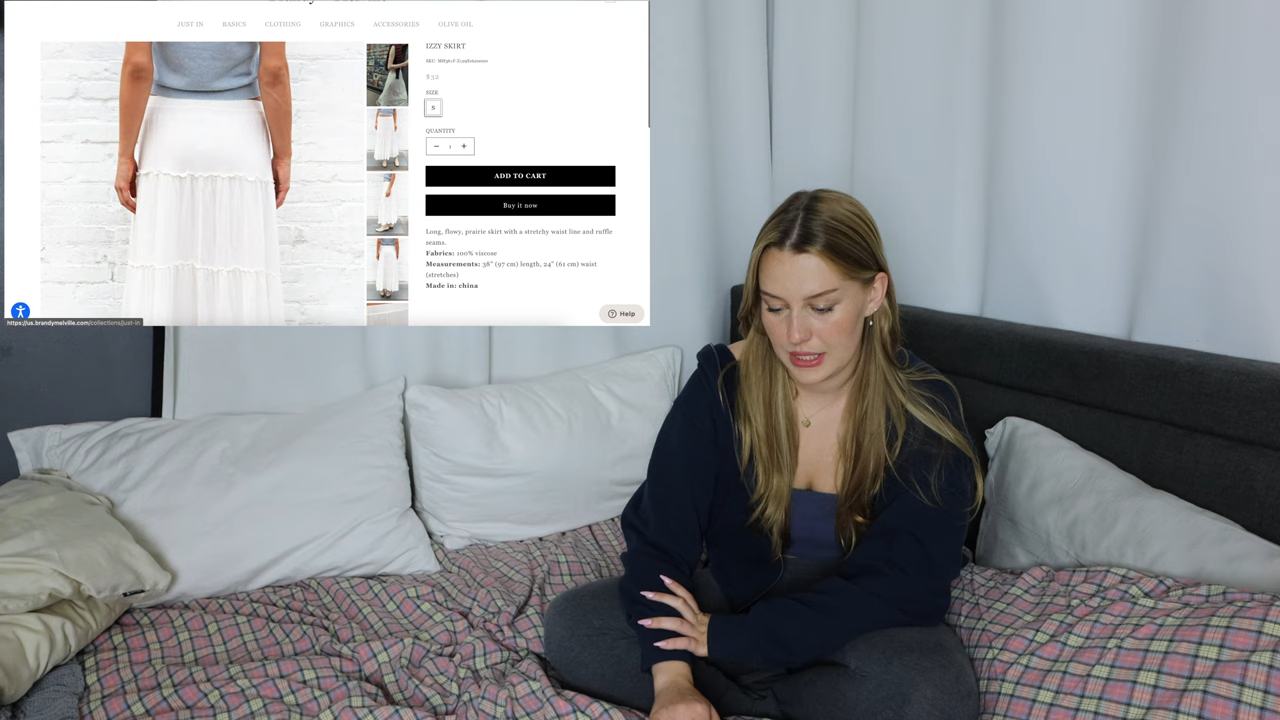 JUST IN BASICS CLOTHING GRAPHICS ACCESSORIES OLIVE OIL
IZZY SKIRT
SKU:
$32
SIZE
S
QUANTITY
− 1 +
ADD TO CART
Buy it now
Long, flowy, prairie skirt with a stretchy waist line and ruffle
seams.
Fabrics: 100% viscose
Measurements: 38" (97 cm) length, 24" (61 cm) waist
(stretches)
Made in: china
Help
https://us.brandymelville.com/collections/just-in